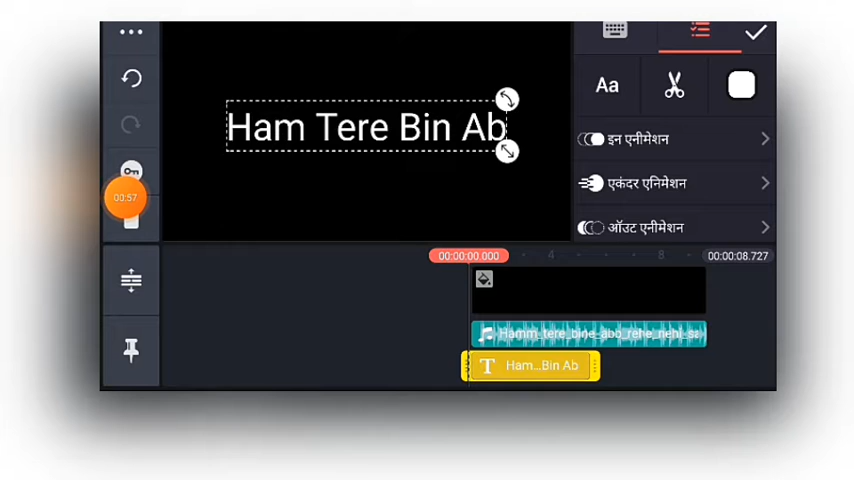 Ham Tere Bin Ab
Aa
इन एनीमेशन
एकंदर एनिमेशन
ऑउट एनीमेशन
00:57
00:00:00.000
4
8
00:00:08.727
Hamm_tere_bine_abb_rehe_nehi_sa
T Ham...Bin Ab